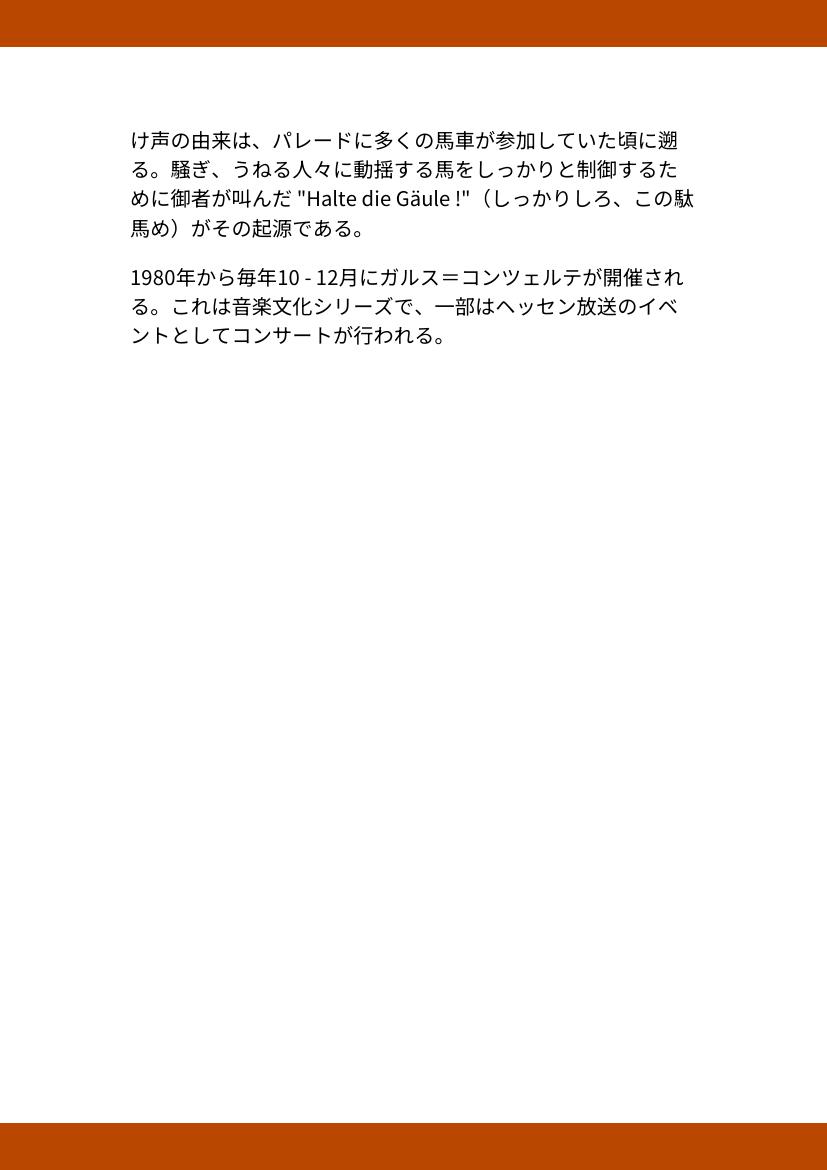 け声の由来は、パレードに多くの馬車が参加していた頃に遡
る。騒ぎ、うねる人々に動揺する馬をしっかりと制御するた
めに御者が叫んだ "Halte die Gäule !"（しっかりしろ、この駄
馬め）がその起源である。
1980年から毎年10 - 12月にガルス＝コンツェルテが開催され
る。これは音楽文化シリーズで、一部はヘッセン放送のイベ
ントとしてコンサートが行われる。